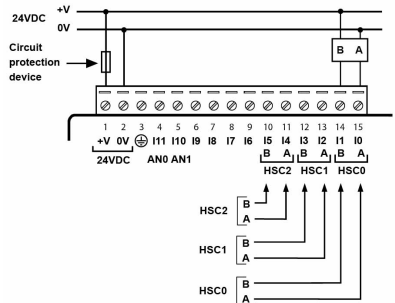 +V
24VDC
0V
Circuit
protection
device
B A
1 2 3 4 5 6 7 8 9 10 11 12 13 14 15
+V 0V I11 I10 I9 I8 I7 I6 I5 I4 I3 I2 I1 I0
B A B A B A
24VDC AN0 AN1 HSC2 HSC1 HSC0
B
HSC2
A
B
HSC1
A
B
HSC0
A